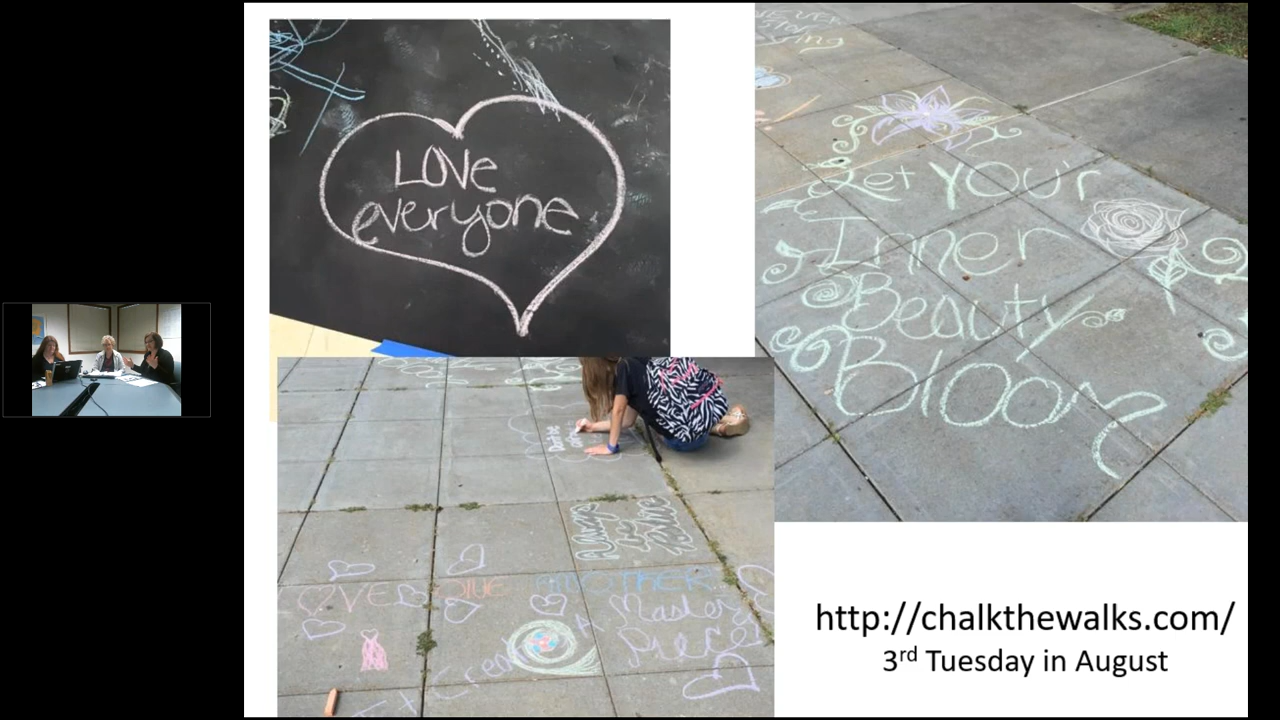 Love
everyone
Let YOUr
Inner
Beauty
Bloom
Always
be
LOVE ONE ANOTHER
A Master
Piece
http://chalkthewalks.com/
3rd Tuesday in August